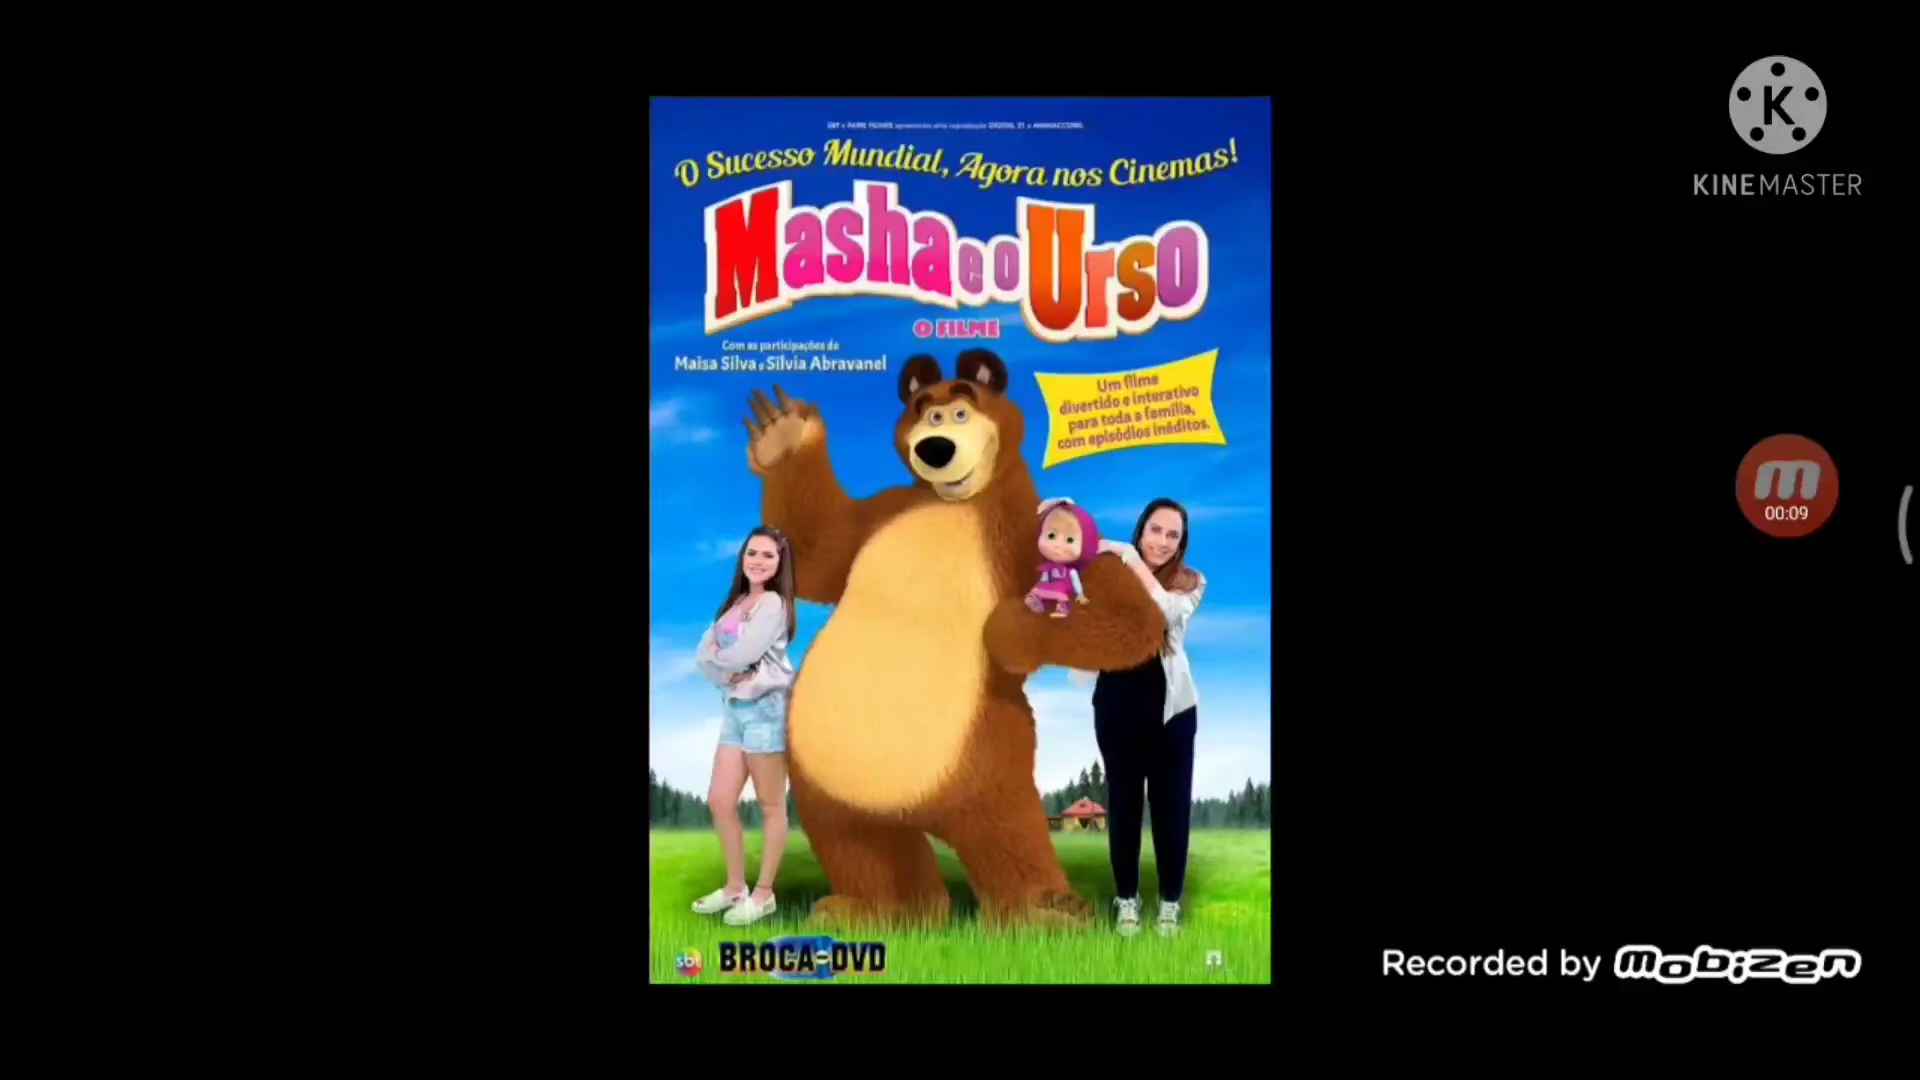 O Sucesso Mundial, Agora nos Cinemas!
Masha e o Urso
O FILME
Com as participações de
Maisa Silva e Silvia Abravanel
Um filme
divertido e interativo
para toda a família,
com episódios inéditos.
sbt
BROCA DVD
K
KINEMASTER
m
00:09
Recorded by mobizen